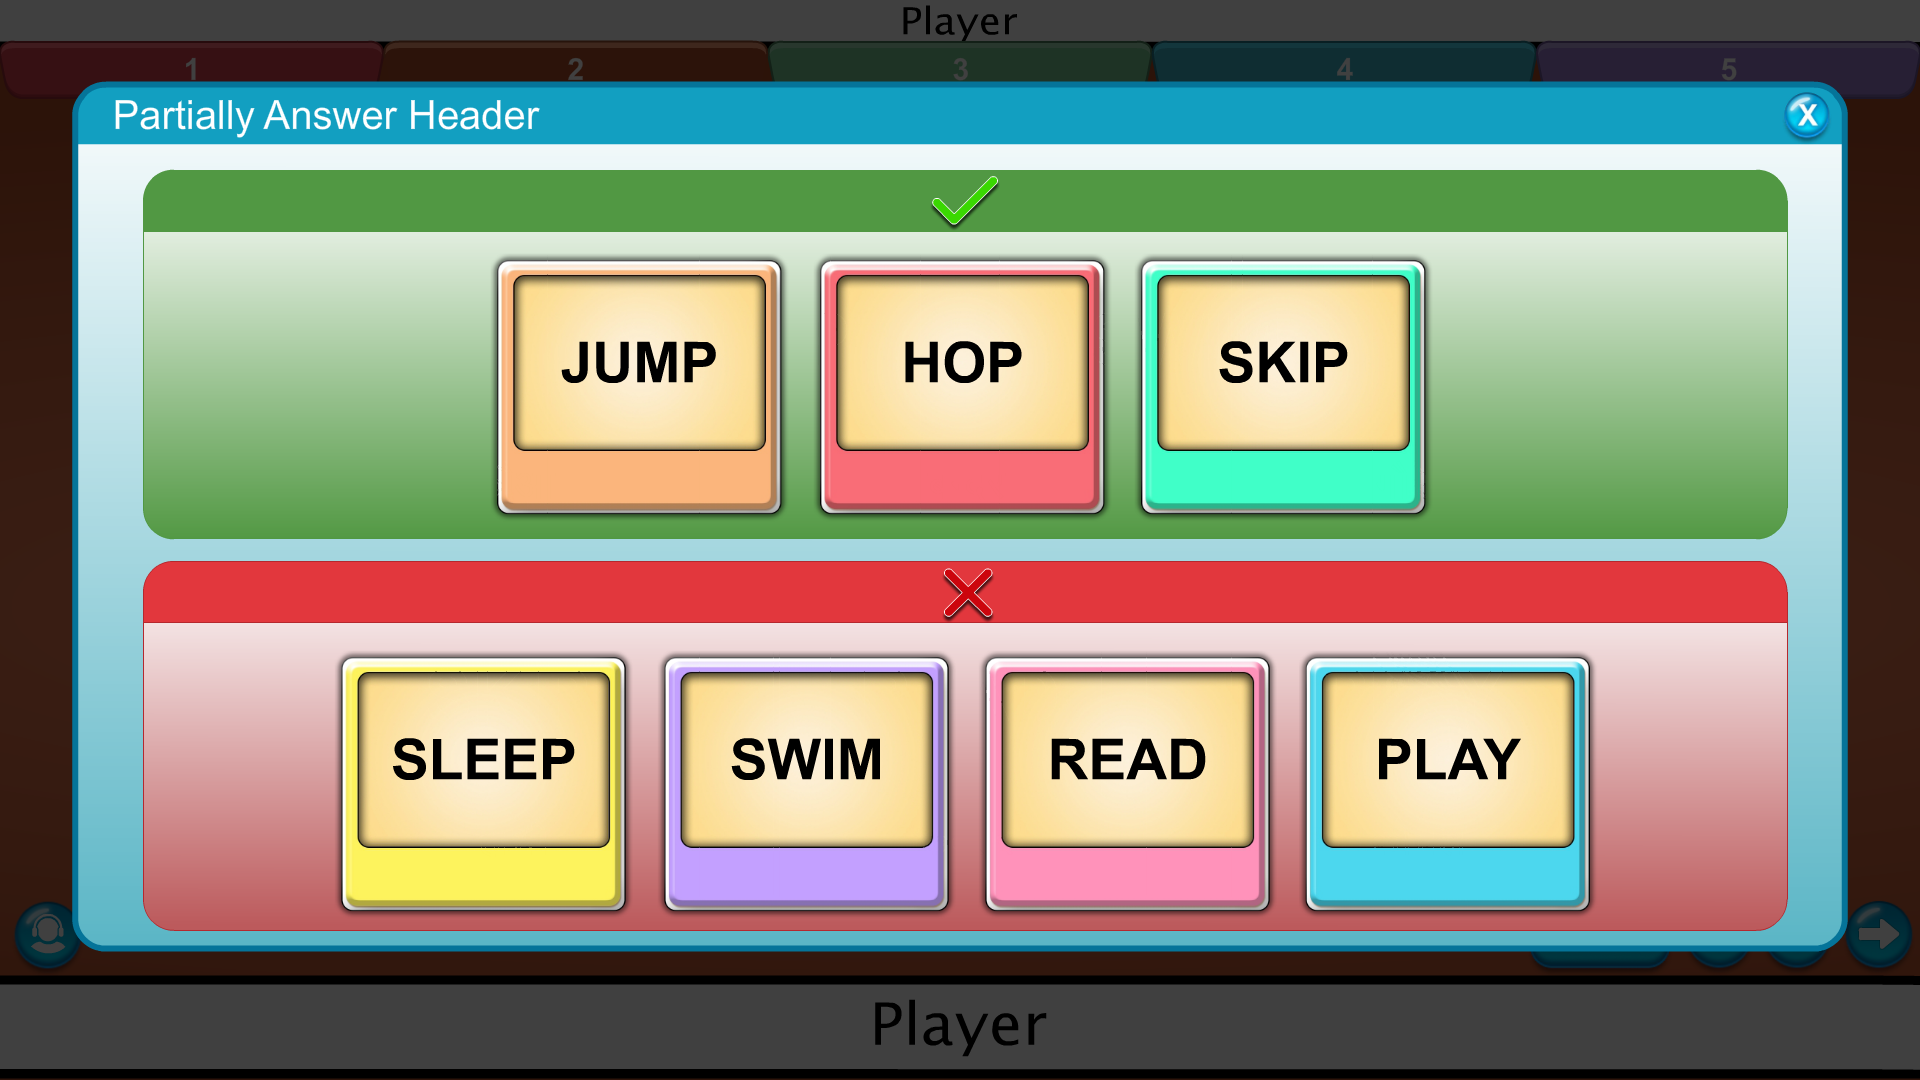 Player
1 2 3 4 5
Partially Answer Header
X
JUMP HOP SKIP
SLEEP SWIM READ PLAY
Player